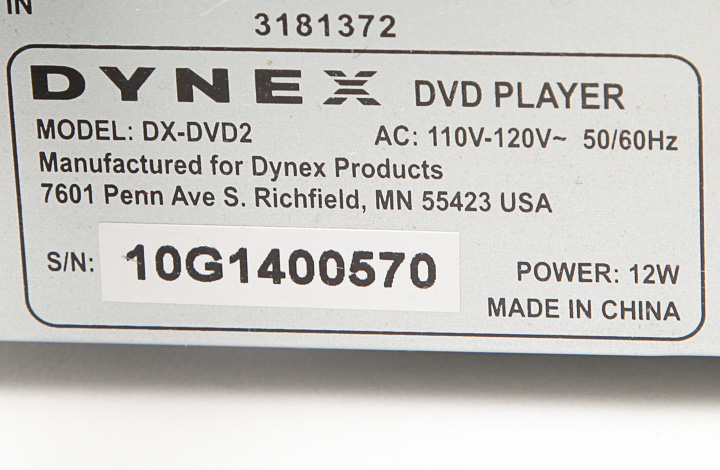 IN
3181372
DYNEX DVD PLAYER
MODEL: DX-DVD2 AC: 110V-120V~ 50/60Hz
Manufactured for Dynex Products
7601 Penn Ave S. Richfield, MN 55423 USA
S/N: 10G1400570 POWER: 12W
MADE IN CHINA